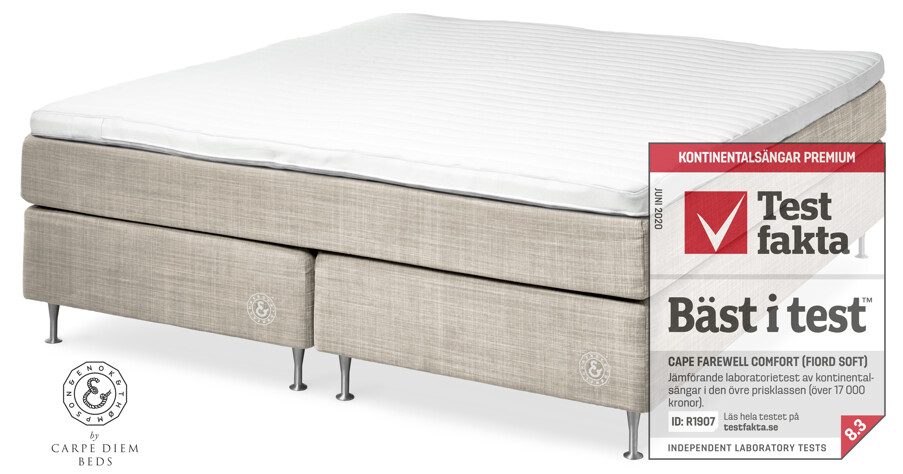 KONTINENTALSÄNGAR PREMIUM
JUNI 2020
Test
fakta
Bäst i test™
CAPE FAREWELL COMFORT (FIORD SOFT)
Jämförande laboratorietest av kontinental-
sängar i den övre prisklassen (över 17 000
kronor).
ID: R1907
Läs hela testet på
testfakta.se
8.3
INDEPENDENT LABORATORY TESTS
&
ENOK & THØMPSON &
by
CARPE DIEM
BEDS